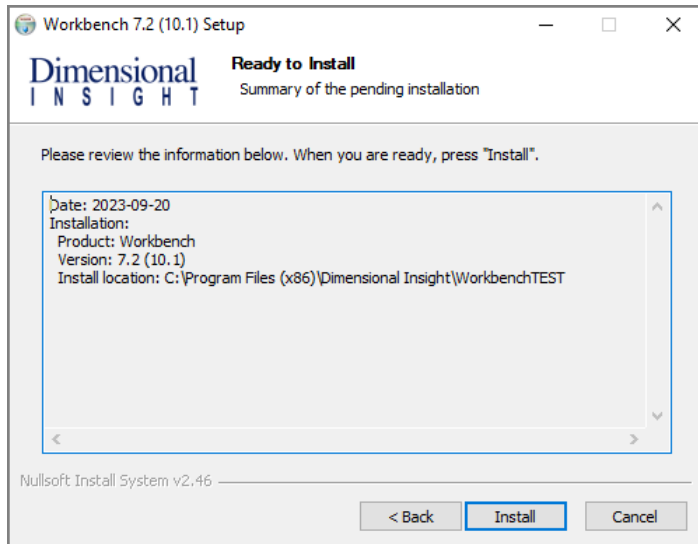 Workbench 7.2 (10.1) Setup
Dimensional
INSIGHT
Ready to Install
Summary of the pending installation
Please review the information below. When you are ready, press "Install".
Date: 2023-09-20
Installation:
Product: Workbench
Version: 7.2 (10.1)
Install location: C:\Program Files (x86)\Dimensional Insight\WorkbenchTEST
Nullsoft Install System v2.46
< Back Install Cancel